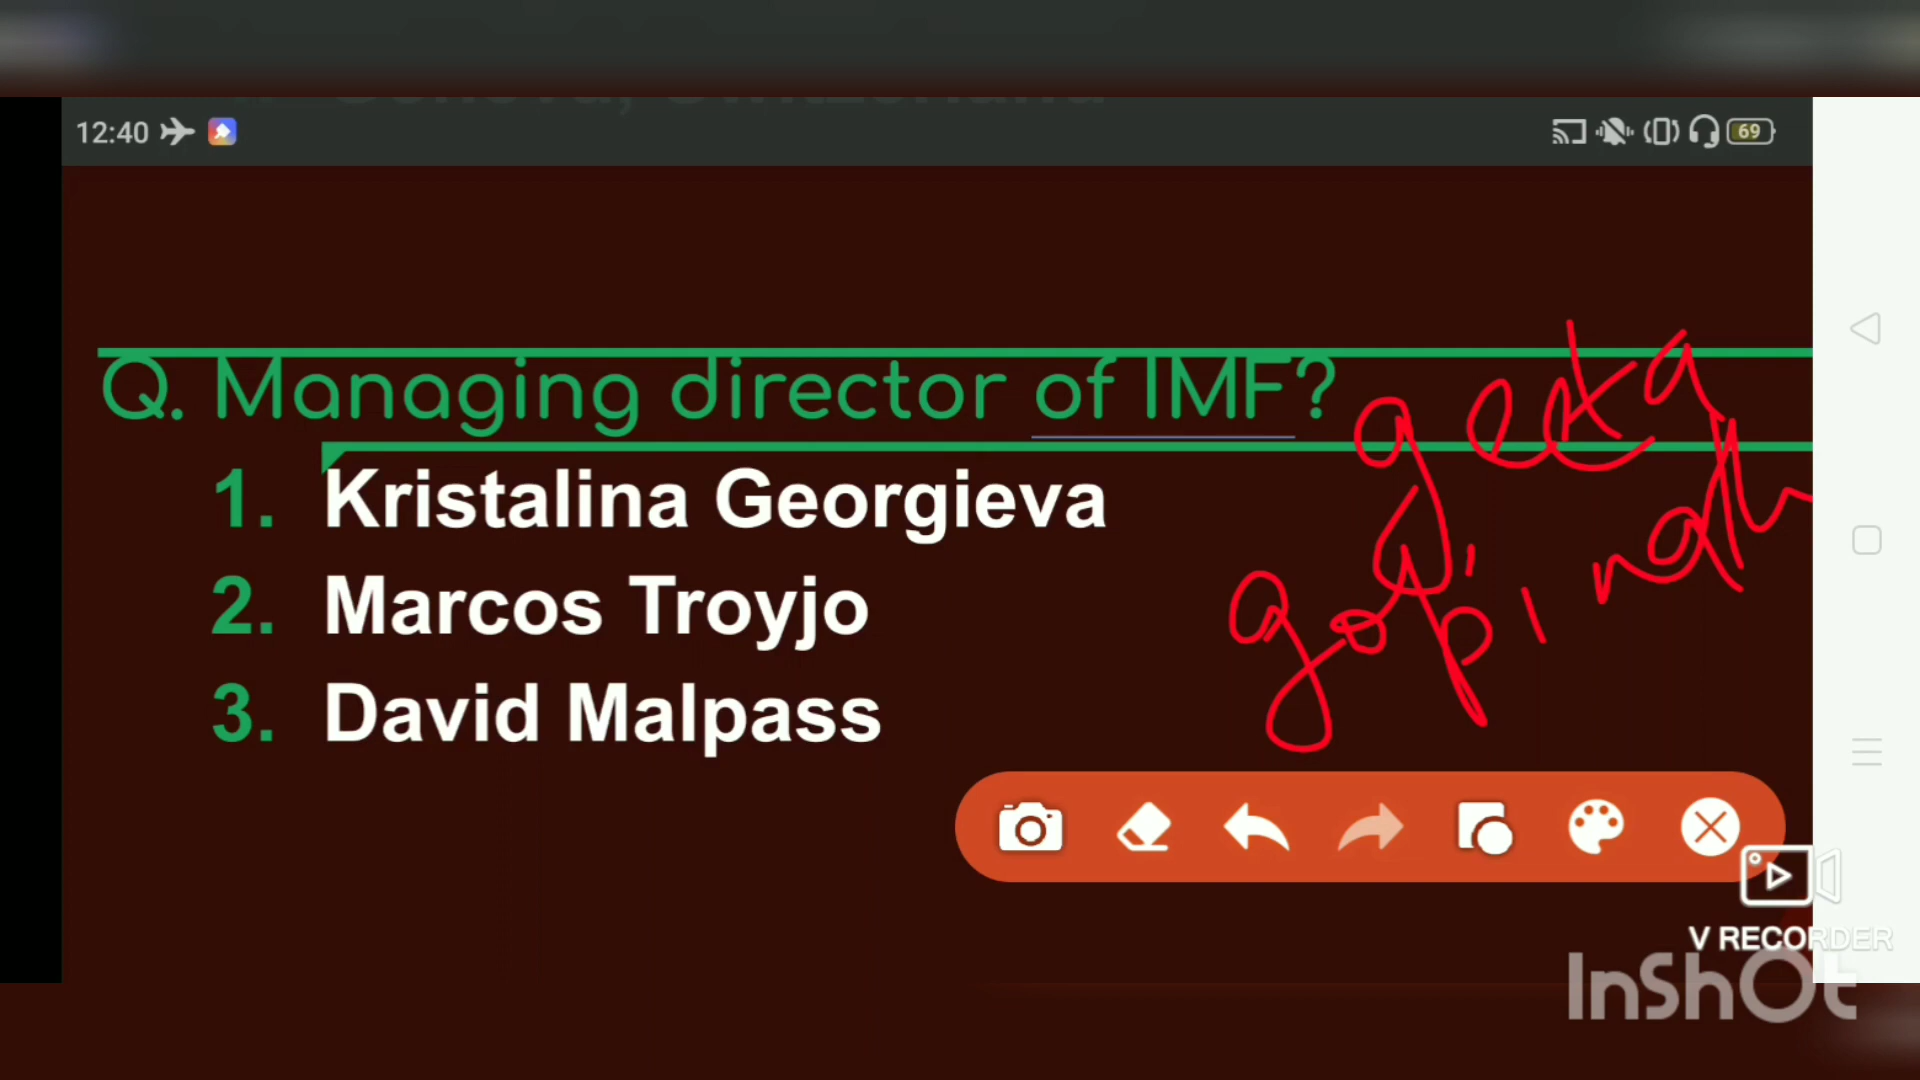 12:40
69
Q. Managing director of IMF?
geeta
gopinath
1. Kristalina Georgieva
2. Marcos Troyjo
3. David Malpass
V RECORDER
InShOt